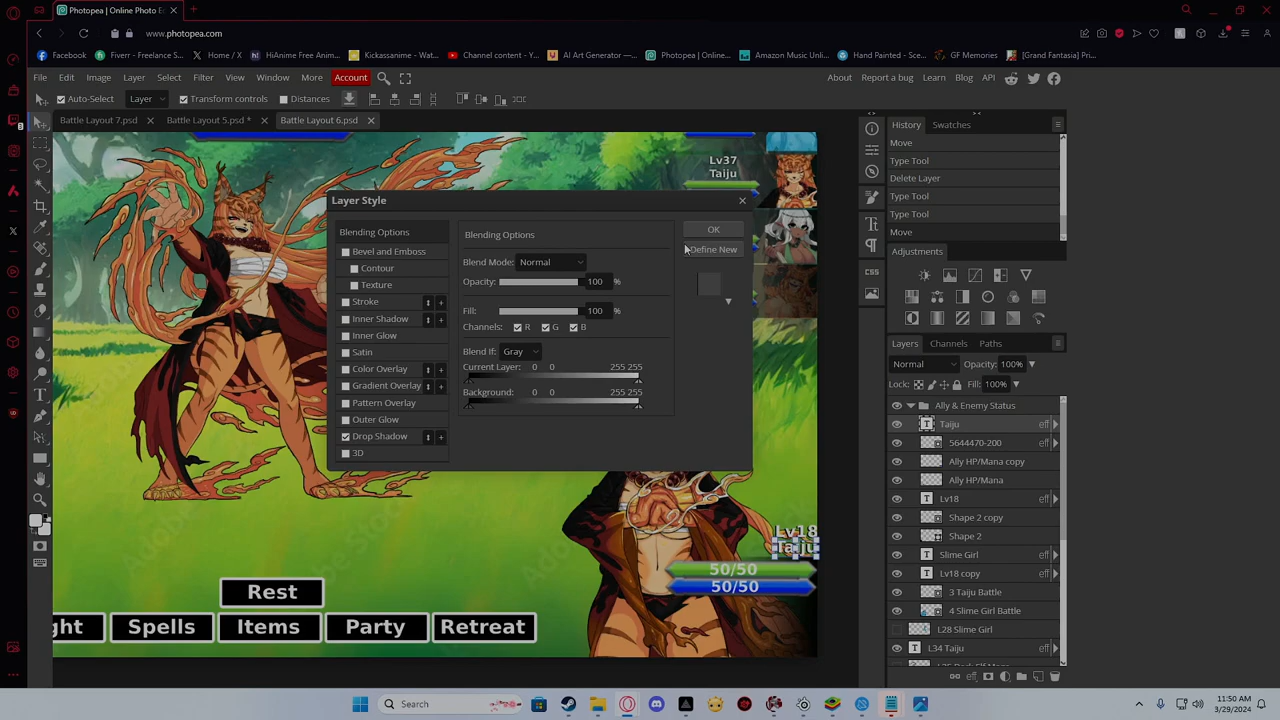 Photopea | Online Photo E
www.photopea.com
Facebook
Fiverr - Freelance S...
Home / X
HiAnime Free Anim...
Kickassanime - Wat...
Channel content - Y...
AI Art Generator —...
Photopea | Online...
Amazon Music Unlim...
Hand Painted - Sce...
GF Memories
[Grand Fantasia] Pri...
File Edit Image Layer Select Filter View Window More Account
About Report a bug Learn Blog API
Auto-Select Layer Transform controls Distances
Battle Layout 7.psd Battle Layout 5.psd * Battle Layout 6.psd
History Swatches
Move
Type Tool
Delete Layer
Type Tool
Type Tool
Move
Adjustments
CSS
Lv37
Taiju
Layer Style
Blending Options
Bevel and Emboss
Contour
Texture
Stroke
Inner Shadow
Inner Glow
Satin
Color Overlay
Gradient Overlay
Pattern Overlay
Outer Glow
Drop Shadow
3D
Blending Options
Blend Mode: Normal
Opacity: 100 %
Fill: 100 %
Channels: R G B
Blend If: Gray
Current Layer: 0 0 255 255
Background: 0 0 255 255
OK
Define New
Layers Channels Paths
Normal Opacity: 100%
Lock: Fill: 100%
Ally & Enemy Status
Taiju eff
5644470-200
Ally HP/Mana copy
Ally HP/Mana
Lv18 eff
Shape 2 copy
Shape 2
Slime Girl eff
Lv18 copy eff
3 Taiju Battle
4 Slime Girl Battle
L28 Slime Girl
L34 Taiju eff
eff
Lv18
Taiju
50/50
50/50
Rest
ght
Spells
Items
Party
Retreat
Search
11:50 AM
3/29/2024